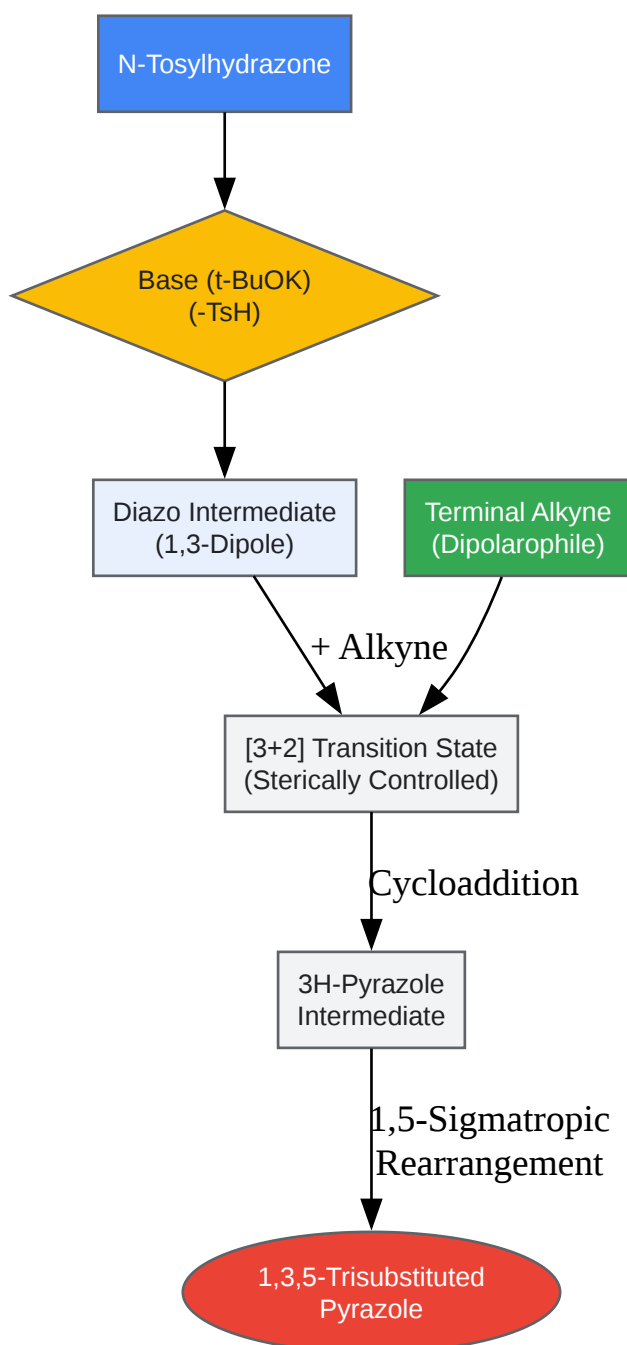 N-Tosylhydrazone
Base (t-BuOK)
(-TsH)
Diazo Intermediate
(1,3-Dipole)
Terminal Alkyne
(Dipolarophile)
+ Alkyne
[3+2] Transition State
(Sterically Controlled)
Cycloaddition
3H-Pyrazole
Intermediate
1,5-Sigmatropic
Rearrangement
1,3,5-Trisubstituted
Pyrazole